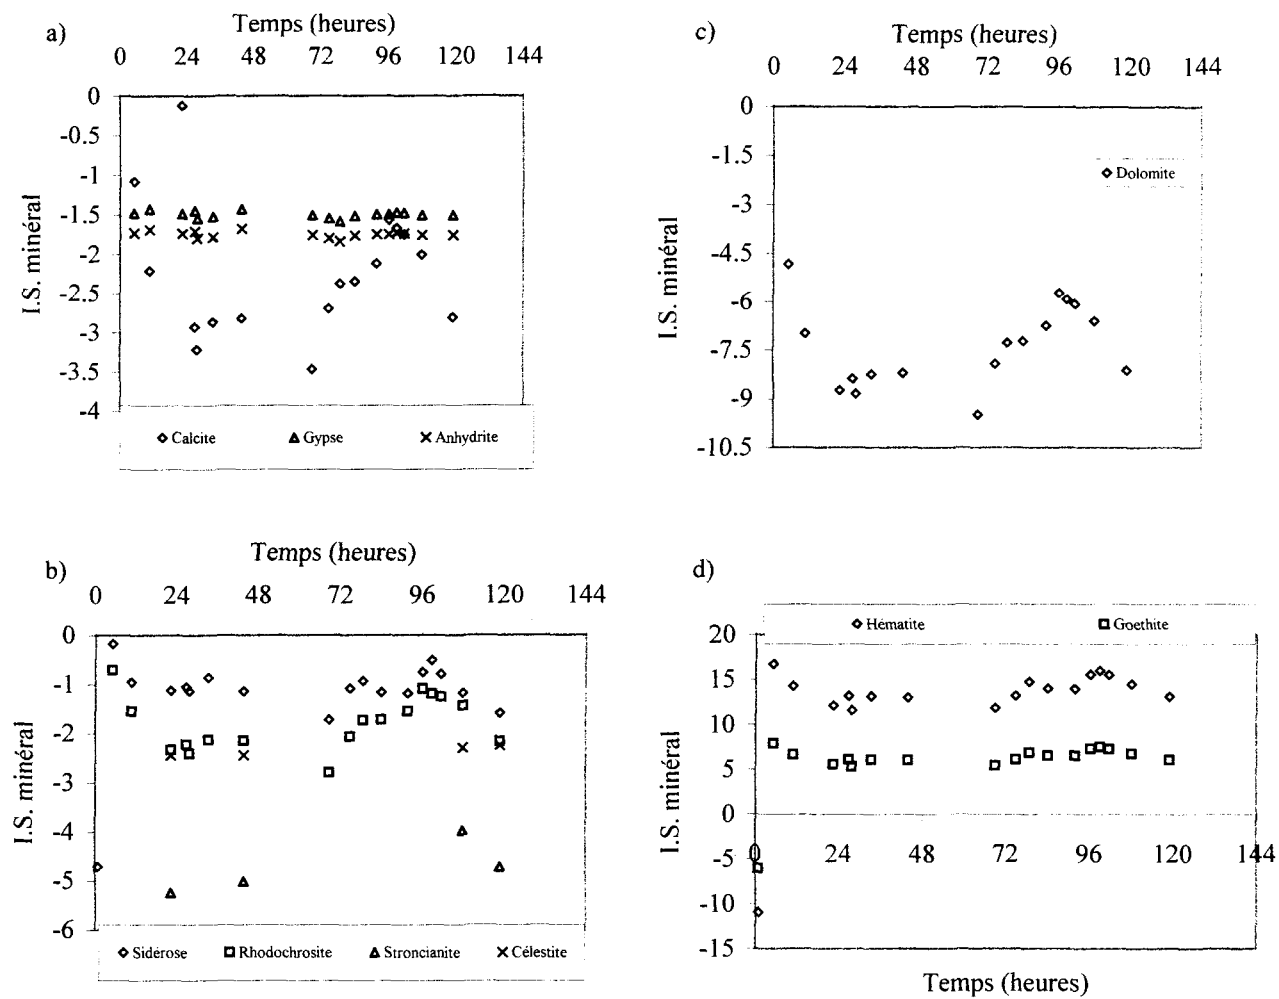 a)
Temps (heures)
0 24 48 72 96 120 144
I.S. minéral
0
-0.5
-1
-1.5
-2
-2.5
-3
-3.5
-4
Calcite Gypse Anhydrite
c)
Temps (heures)
0 24 48 72 96 120 144
I.S. minéral
0
-1.5
-3
-4.5
-6
-7.5
-9
-10.5
Dolomite
b)
Temps (heures)
0 24 48 72 96 120 144
I.S. minéral
0
-1
-2
-3
-4
-5
-6
Sidérose Rhodochrosite Stroncianite Célestite
d)
Hématite Goethite
I.S. minéral
20
15
10
5
0
-5
-10
-15
0 24 48 72 96 120 144
Temps (heures)